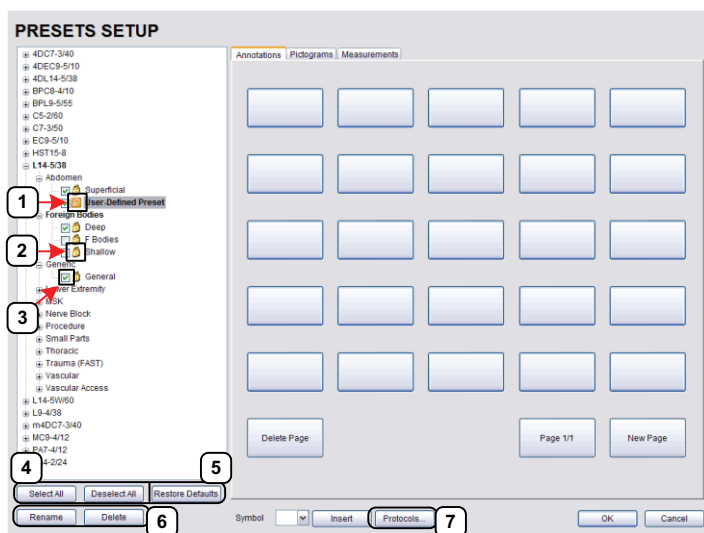 PRESETS SETUP
4DC7-3/40
4DEC9-5/10
4DL14-5/38
BPC8-4/10
BPL9-5/55
C5-2/60
C7-3/50
EC9-5/10
HST15-8
L14-5/38
Abdomen
Superficial
1
User-Defined Preset
Foreign Bodies
Deep
F Bodies
2
Shallow
Generic
General
3
Lower Extremity
MSK
Nerve Block
Procedure
Small Parts
Thoracic
Trauma (FAST)
Vascular
Vascular Access
L14-5W/60
L9-4/38
m4DC7-3/40
MC9-4/12
PA7-4/12
4-2/24
4
5
Select All Deselect All Restore Defaults
Rename Delete
6
Annotations Pictograms Measurements
Delete Page Page 1/1 New Page
Symbol Insert Protocols...
7
OK Cancel